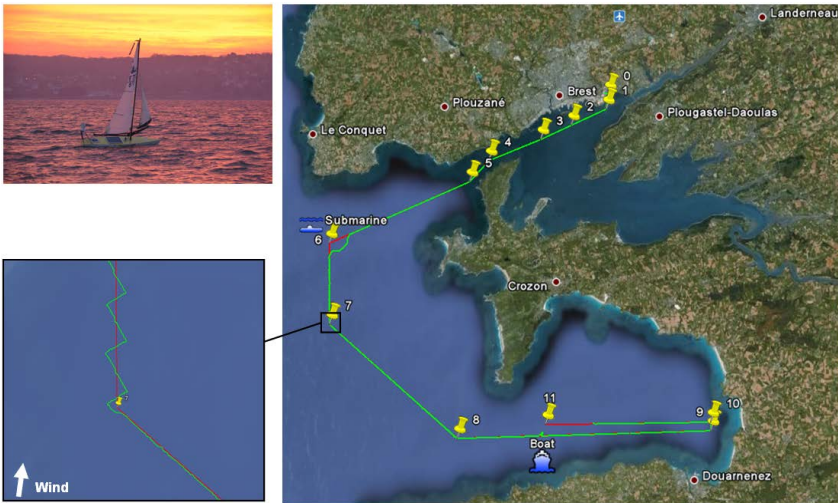 Landerneau
0
Brest
1
Plouzané
2
Plougastel-Daoulas
3
Le Conquet
4
5
Submarine
6
Crozon
7
7
11
10
9
8
Boat
Wind
Douarnenez